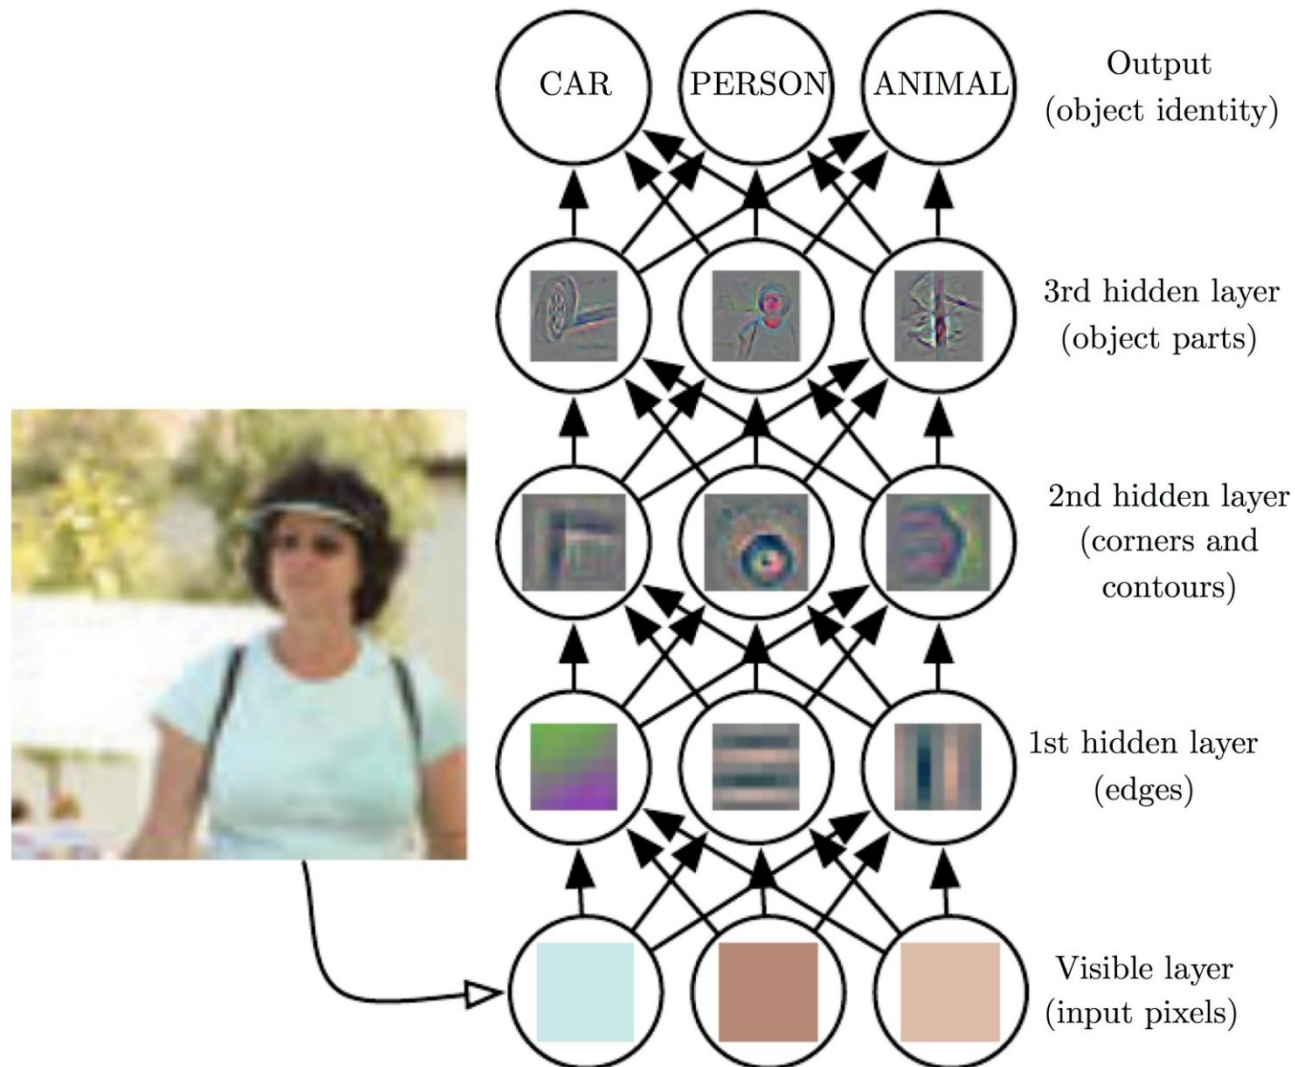 CAR
PERSON
ANIMAL
Output
(object identity)
3rd hidden layer
(object parts)
2nd hidden layer
(corners and
contours)
1st hidden layer
(edges)
Visible layer
(input pixels)